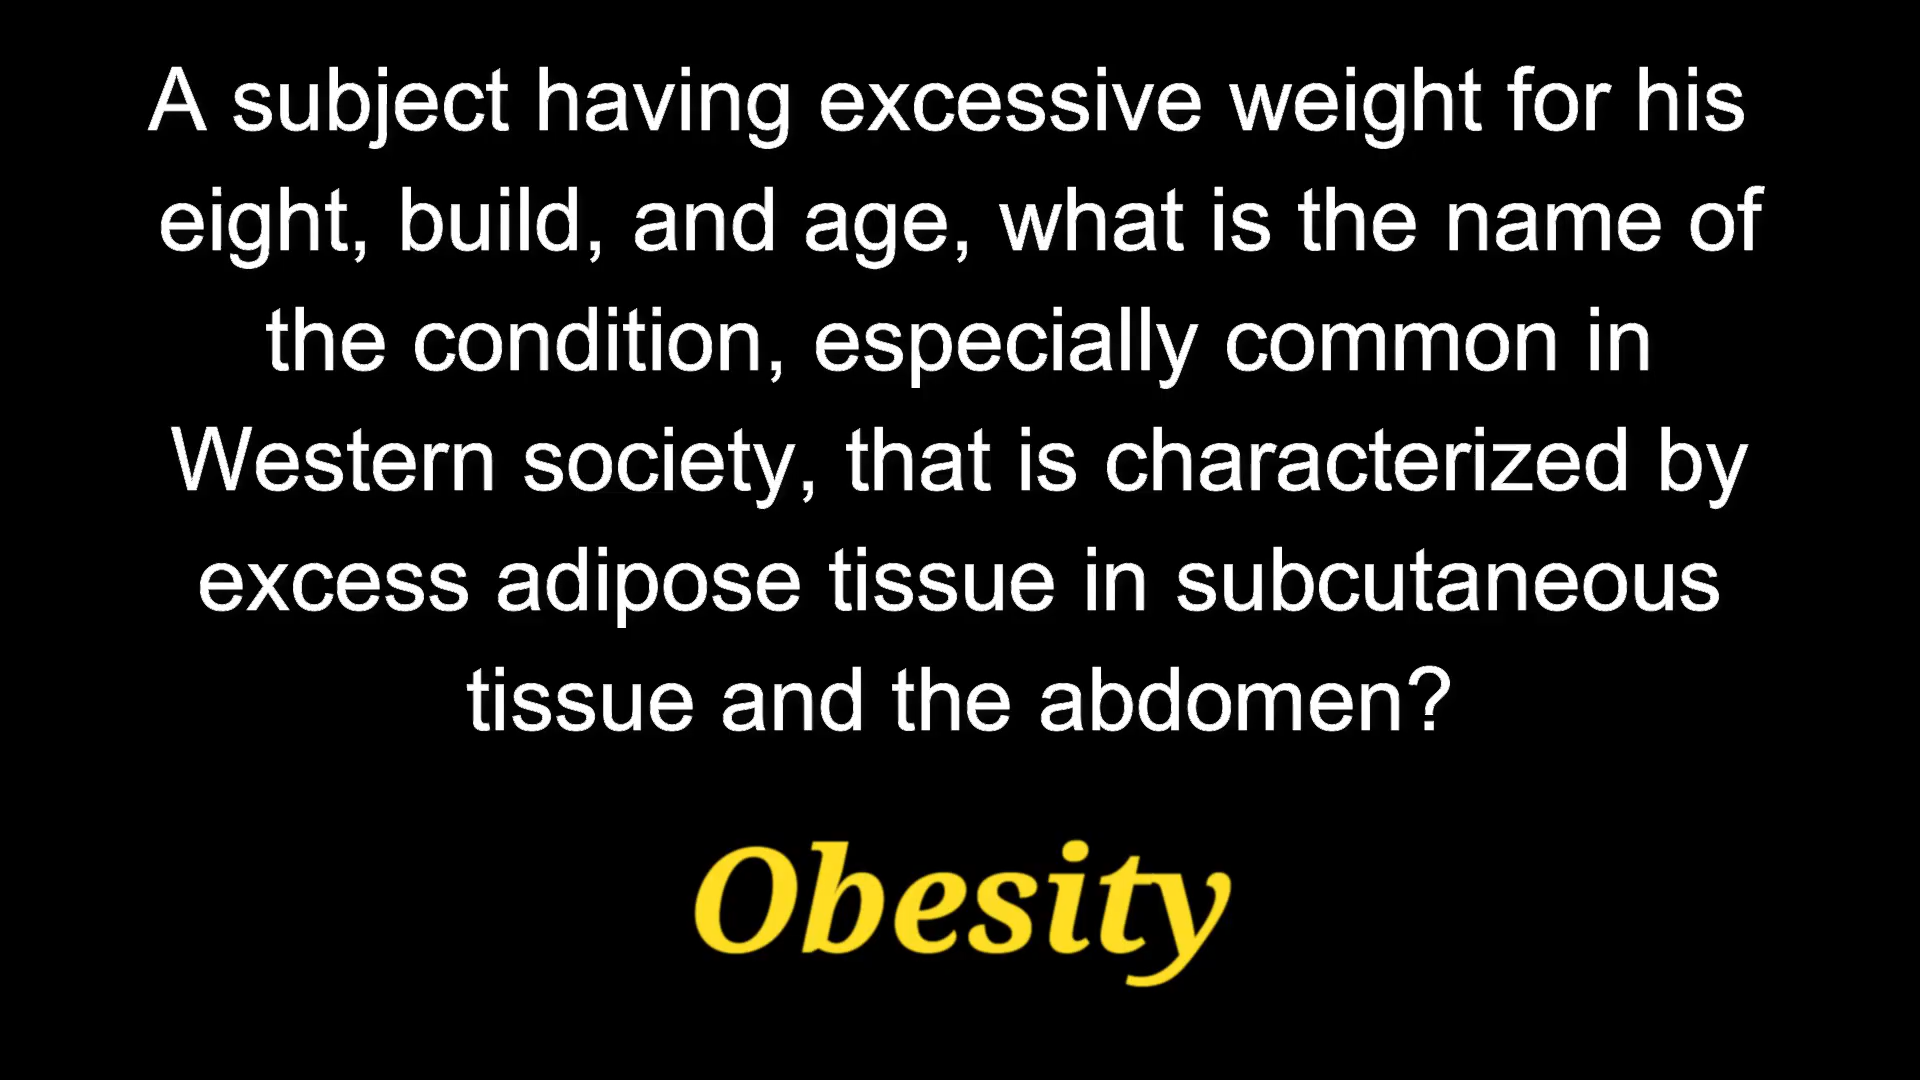 A subject having excessive weight for his
eight, build, and age, what is the name of
the condition, especially common in
Western society, that is characterized by
excess adipose tissue in subcutaneous
tissue and the abdomen?
Obesity